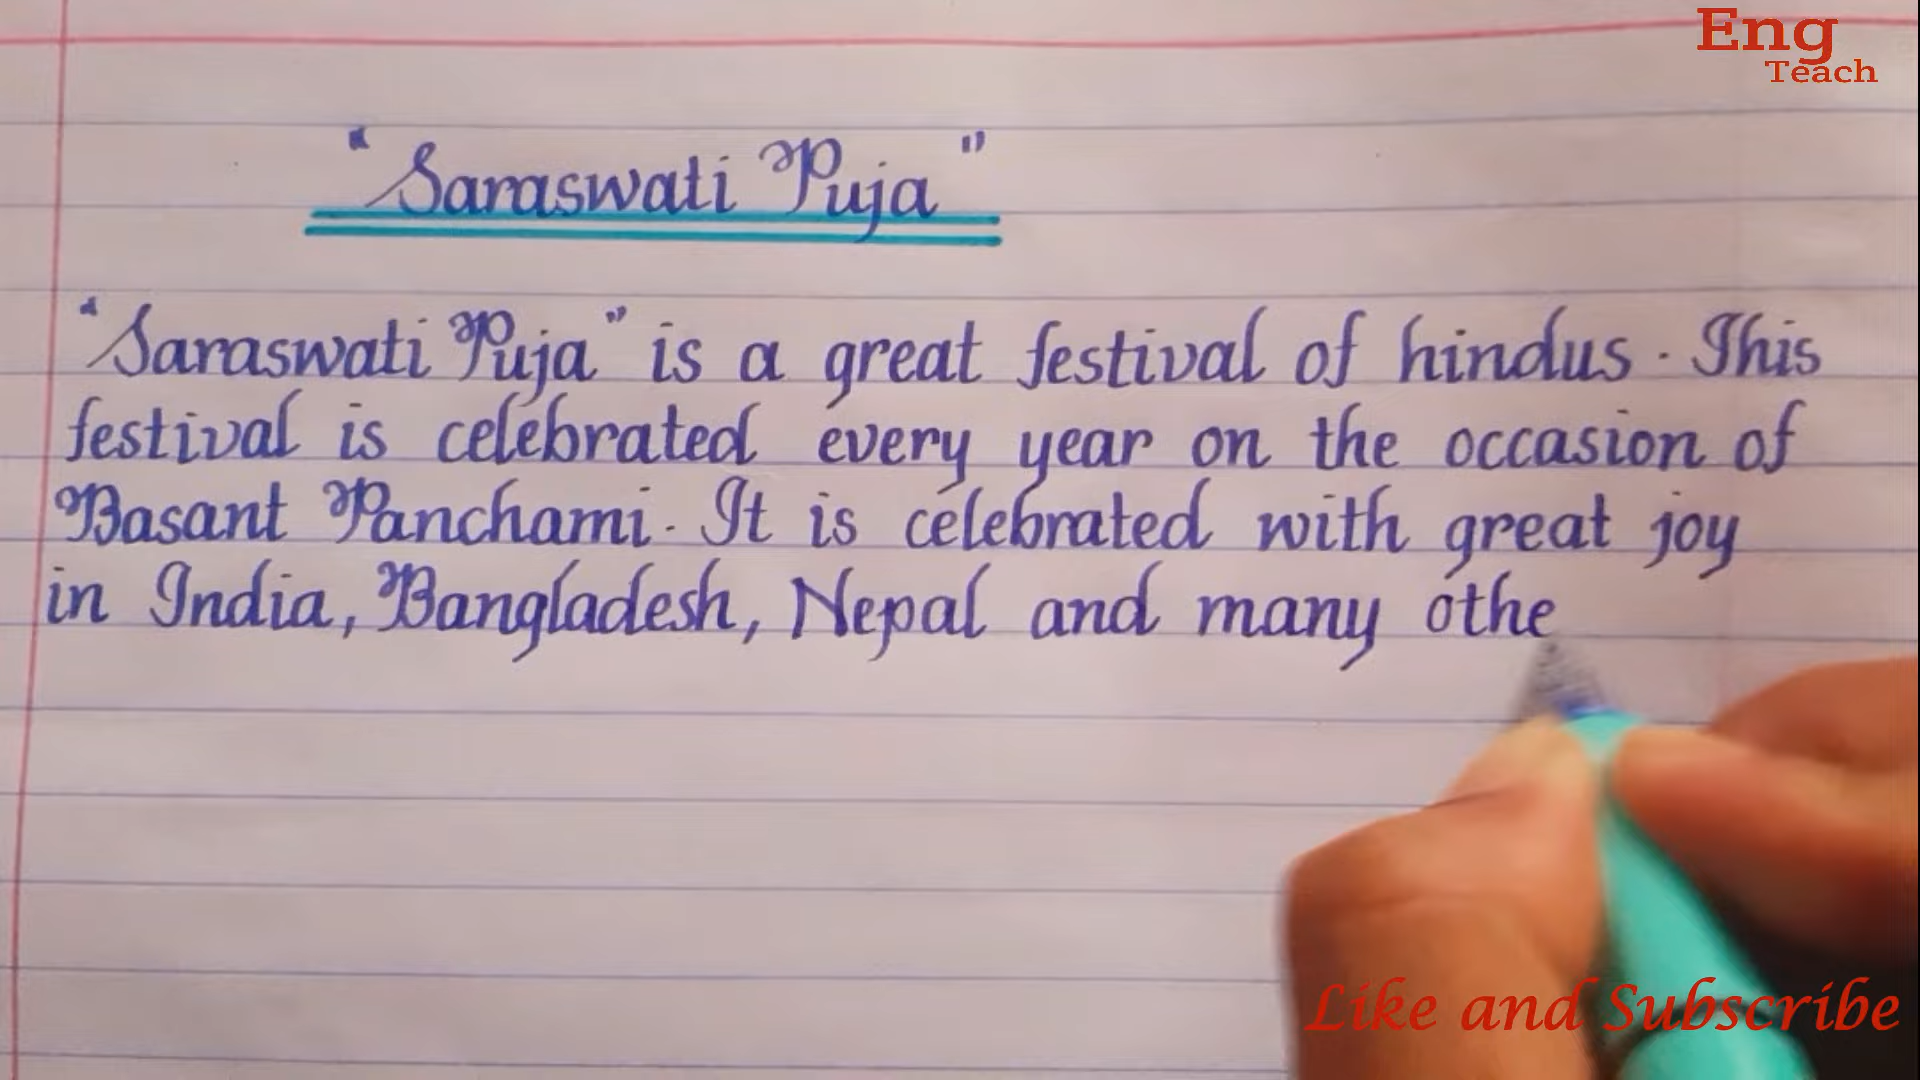 Eng
Teach
"Saraswati Puja"
"Saraswati Puja" is a great festival of hindus. This
festival is celebrated every year on the occasion of
Basant Panchami. It is celebrated with great joy
in India, Bangladesh, Nepal and many othe
Like and Subscribe